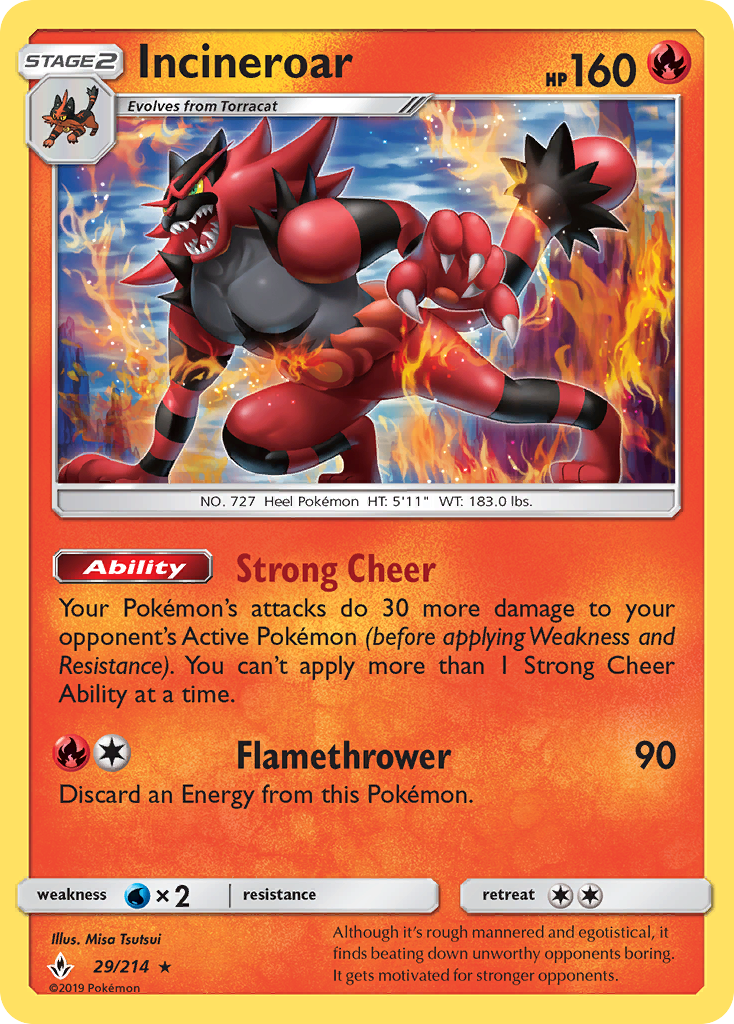 STAGE2
Incineroar
HP 160
Evolves from Torracat
NO. 727 Heel Pokémon HT: 5'11" WT: 183.0 lbs.
Ability Strong Cheer
Your Pokémon's attacks do 30 more damage to your
opponent's Active Pokémon (before applying Weakness and
Resistance). You can't apply more than 1 Strong Cheer
Ability at a time.
Flamethrower 90
Discard an Energy from this Pokémon.
weakness ×2 resistance retreat
Illus. Misa Tsutsui
29/214 ★
©2019 Pokémon
Although it's rough mannered and egotistical, it
finds beating down unworthy opponents boring.
It gets motivated for stronger opponents.